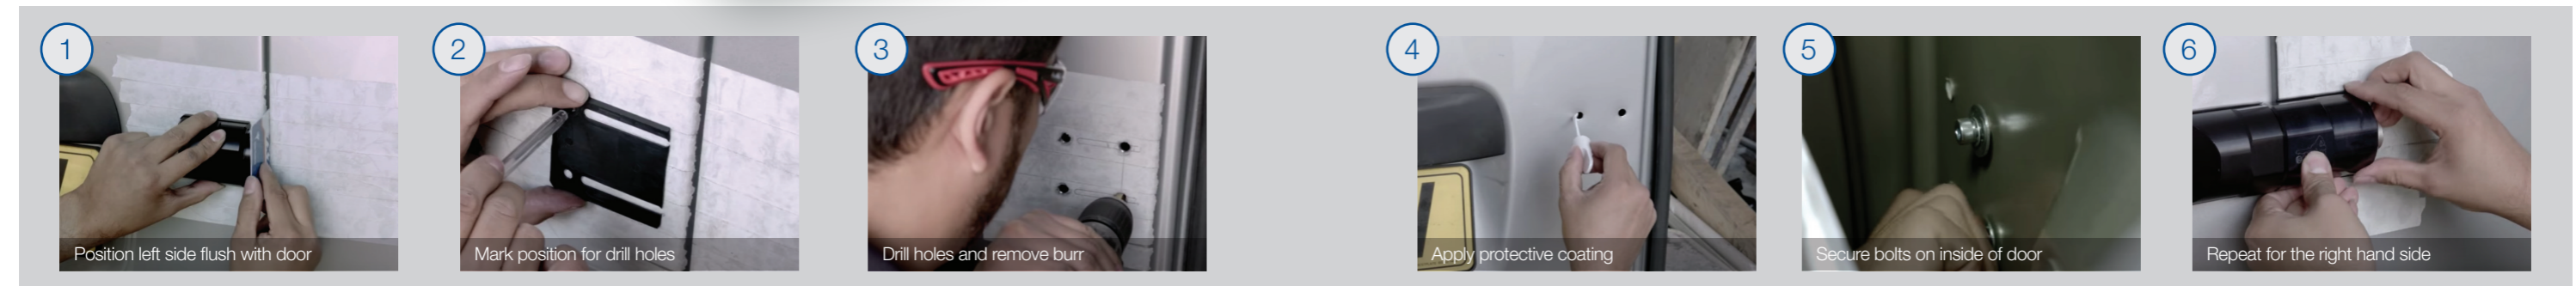 1
Position left side flush with door
2
Mark position for drill holes
3
Drill holes and remove burr
4
Apply protective coating
5
Secure bolts on inside of door
6
Repeat for the right hand side